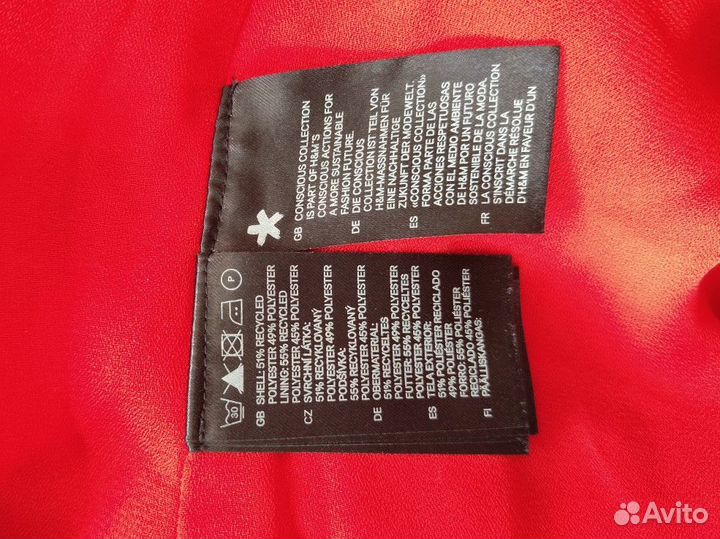 GB CONSCIOUS COLLECTION
IS PART OF H&M'S
CONSCIOUS ACTIONS FOR
A MORE SUSTAINABLE
FASHION FUTURE.
DE DIE CONSCIOUS
COLLECTION IST TEIL VON
H&M-MASSNAHMEN FÜR
EINE NACHHALTIGE
ZUKUNFT DER MODEWELT.
ES «CONSCIOUS COLLECTION»
FORMA PARTE DE LAS
ACCIONES RESPETUOSAS
CON EL MEDIO AMBIENTE
DE H&M POR UN FUTURO
SOSTENIBLE DE LA MODA.
FR LA CONSCIOUS COLLECTION
S'INSCRIT DANS LA
DÉMARCHE RÉSOLUE
D'H&M EN FAVEUR D'UN
30
P
GB SHELL: 51% RECYCLED
POLYESTER 49% POLYESTER
LINING: 55% RECYCLED
POLYESTER 45% POLYESTER
CZ SVRCHNÍ LÁTKA:
51% RECYKLOVANÝ
POLYESTER 49% POLYESTER
PODŠÍVKA:
55% RECYKLOVANÝ
POLYESTER 45% POLYESTER
DE OBERMATERIAL:
51% RECYCELTES
POLYESTER 49% POLYESTER
FUTTER: 55% RECYCELTES
POLYESTER 45% POLYESTER
ES TELA EXTERIOR:
51% POLIÉSTER RECICLADO
49% POLIÉSTER
FORRO: 55% POLIÉSTER
RECICLADO 45% POLIÉSTER
FI PÄÄLLISKANGAS:
Avito